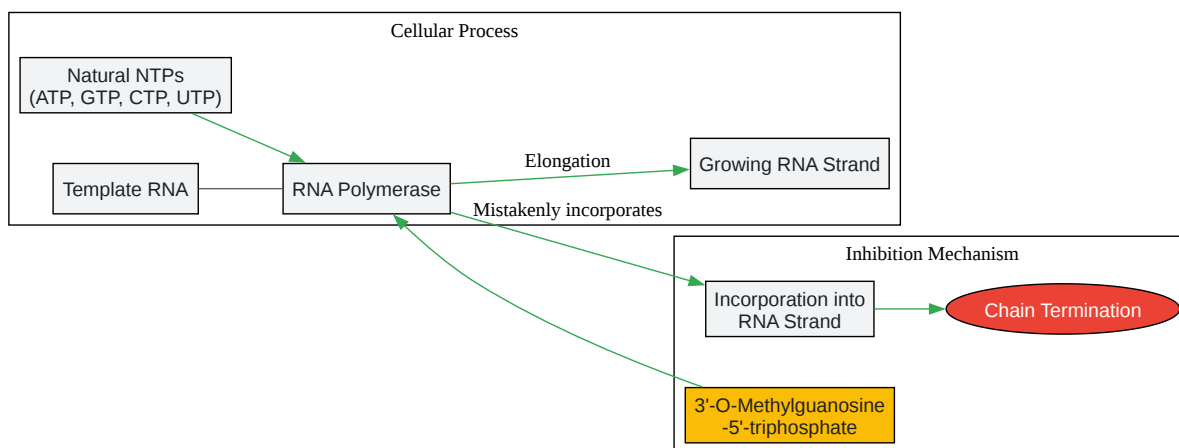 Cellular Process
Natural NTPs
(ATP, GTP, CTP, UTP)
Template RNA
RNA Polymerase
Elongation
Growing RNA Strand
Mistakenly incorporates
Inhibition Mechanism
Incorporation into
RNA Strand
Chain Termination
3'-O-Methylguanosine
-5'-triphosphate